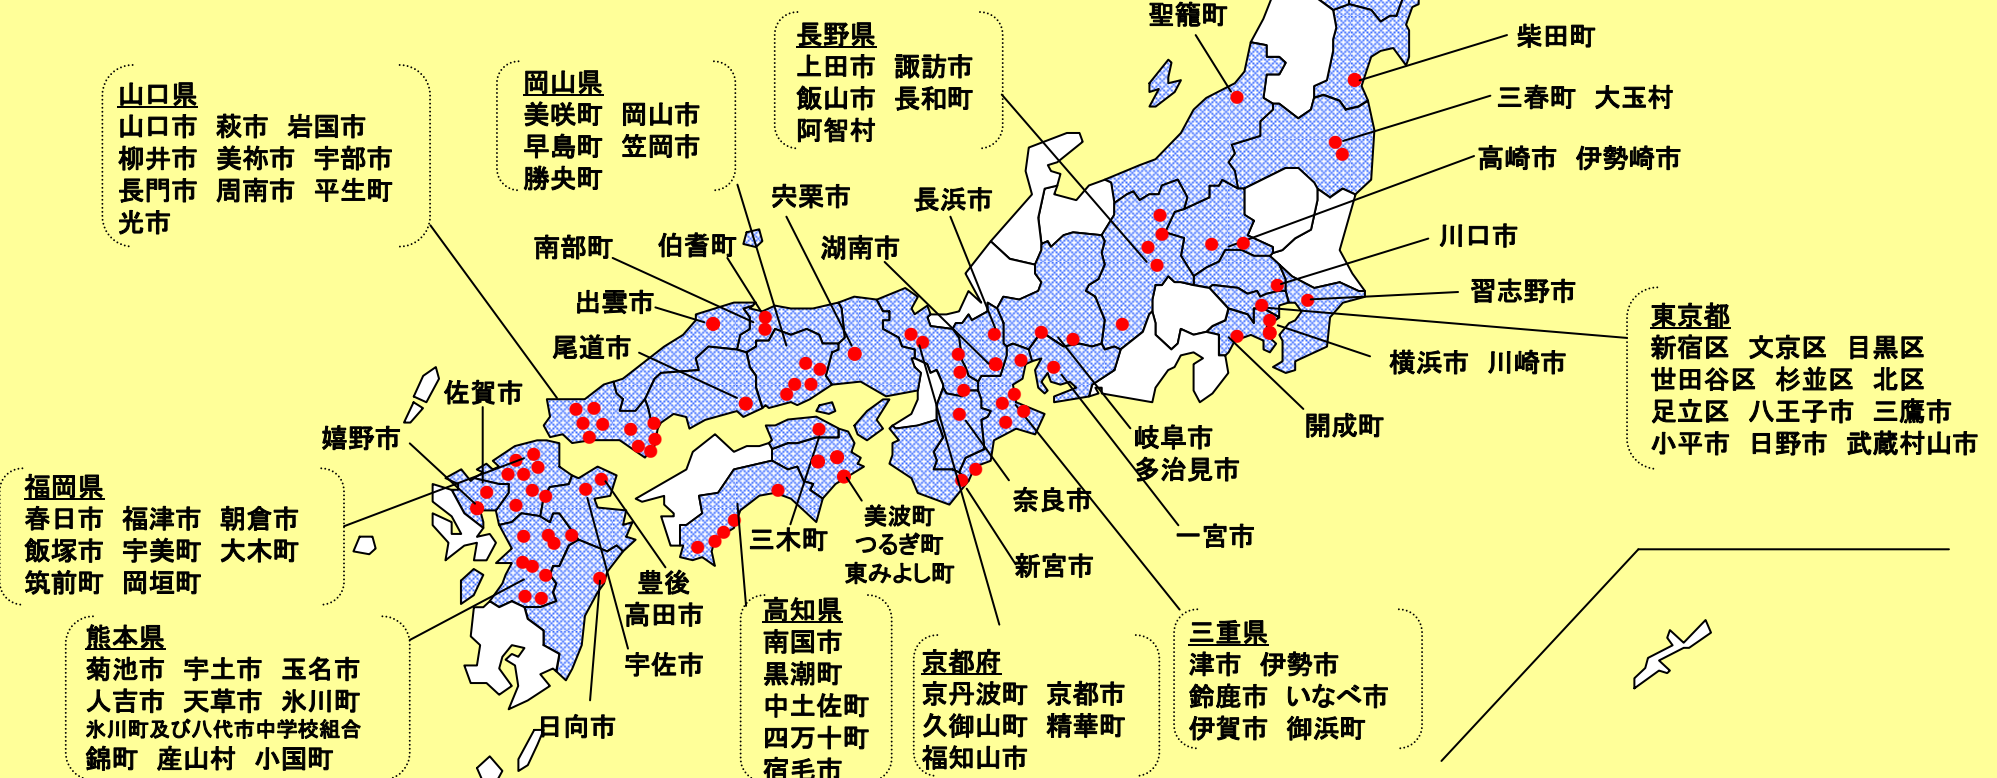 聖籠町
柴田町
三春町　大玉村
高崎市　伊勢崎市
川口市
習志野市
東京都
新宿区　文京区　目黒区
世田谷区　杉並区　北区
足立区　八王子市　三鷹市
小平市　日野市　武蔵村山市
横浜市　川崎市
開成町
長野県
上田市　諏訪市
飯山市　長和町
阿智村
岡山県
美咲町　岡山市
早島町　笠岡市
勝央町
山口県
山口市　萩市　岩国市
柳井市　美祢市　宇部市
長門市　周南市　平生町
光市
宍粟市
長浜市
南部町
伯耆町
湖南市
出雲市
尾道市
佐賀市
嬉野市
福岡県
春日市　福津市　朝倉市
飯塚市　宇美町　大木町
筑前町　岡垣町
熊本県
菊池市　宇土市　玉名市
人吉市　天草市　氷川町
氷川町及び八代市中学校組合
錦町　産山村　小国町
日向市
宇佐市
豊後
高田市
三木町
美波町
つるぎ町
東みよし町
高知県
南国市
黒潮町
中土佐町
四万十町
宿毛市
京都府
京丹波町　京都市
久御山町　精華町
福知山市
新宮市
奈良市
岐阜市
多治見市
一宮市
三重県
津市　伊勢市
鈴鹿市　いなべ市
伊賀市　御浜町